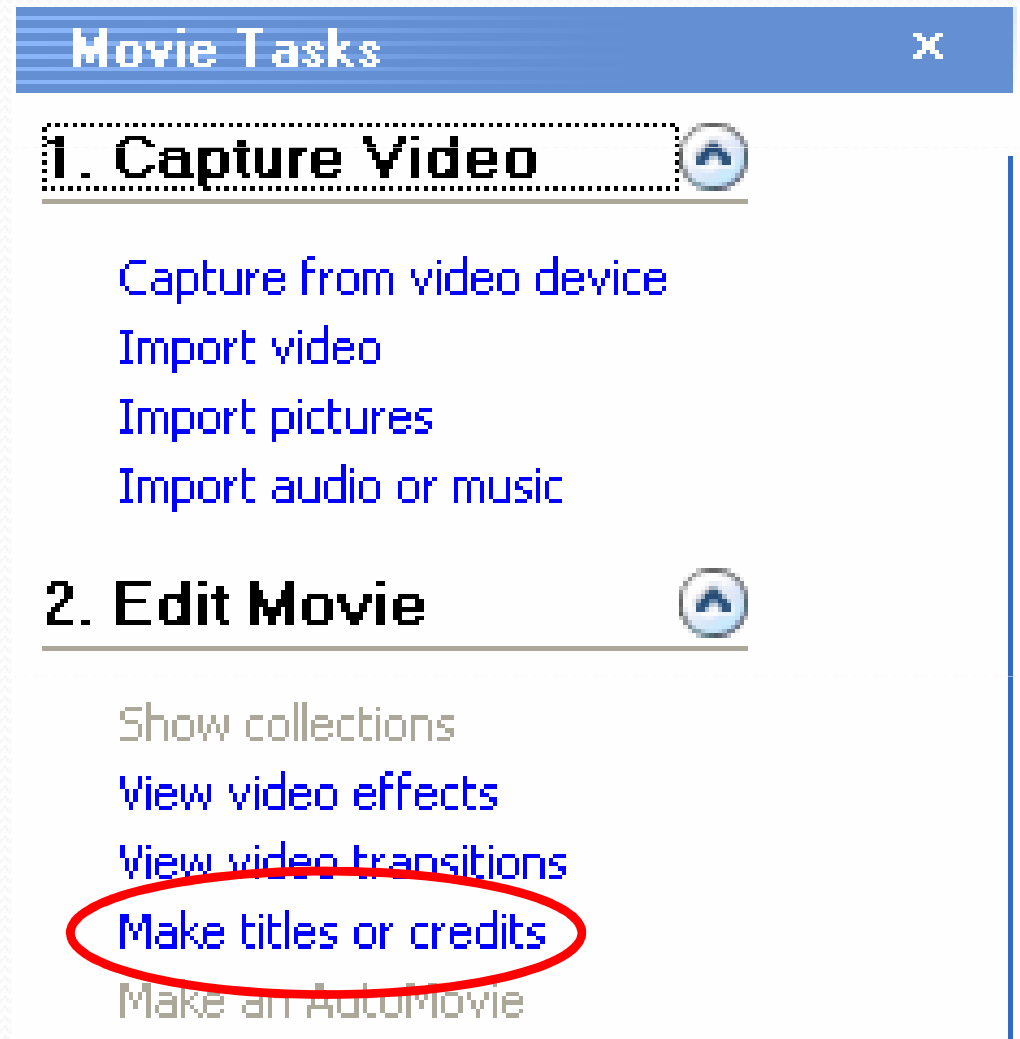 Movie Tasks
1. Capture Video
Capture from video device
Import video
Import pictures
Import audio or music
2. Edit Movie
Show collections
View video effects
View video transitions
Make titles or credits
Make an AutoMovie